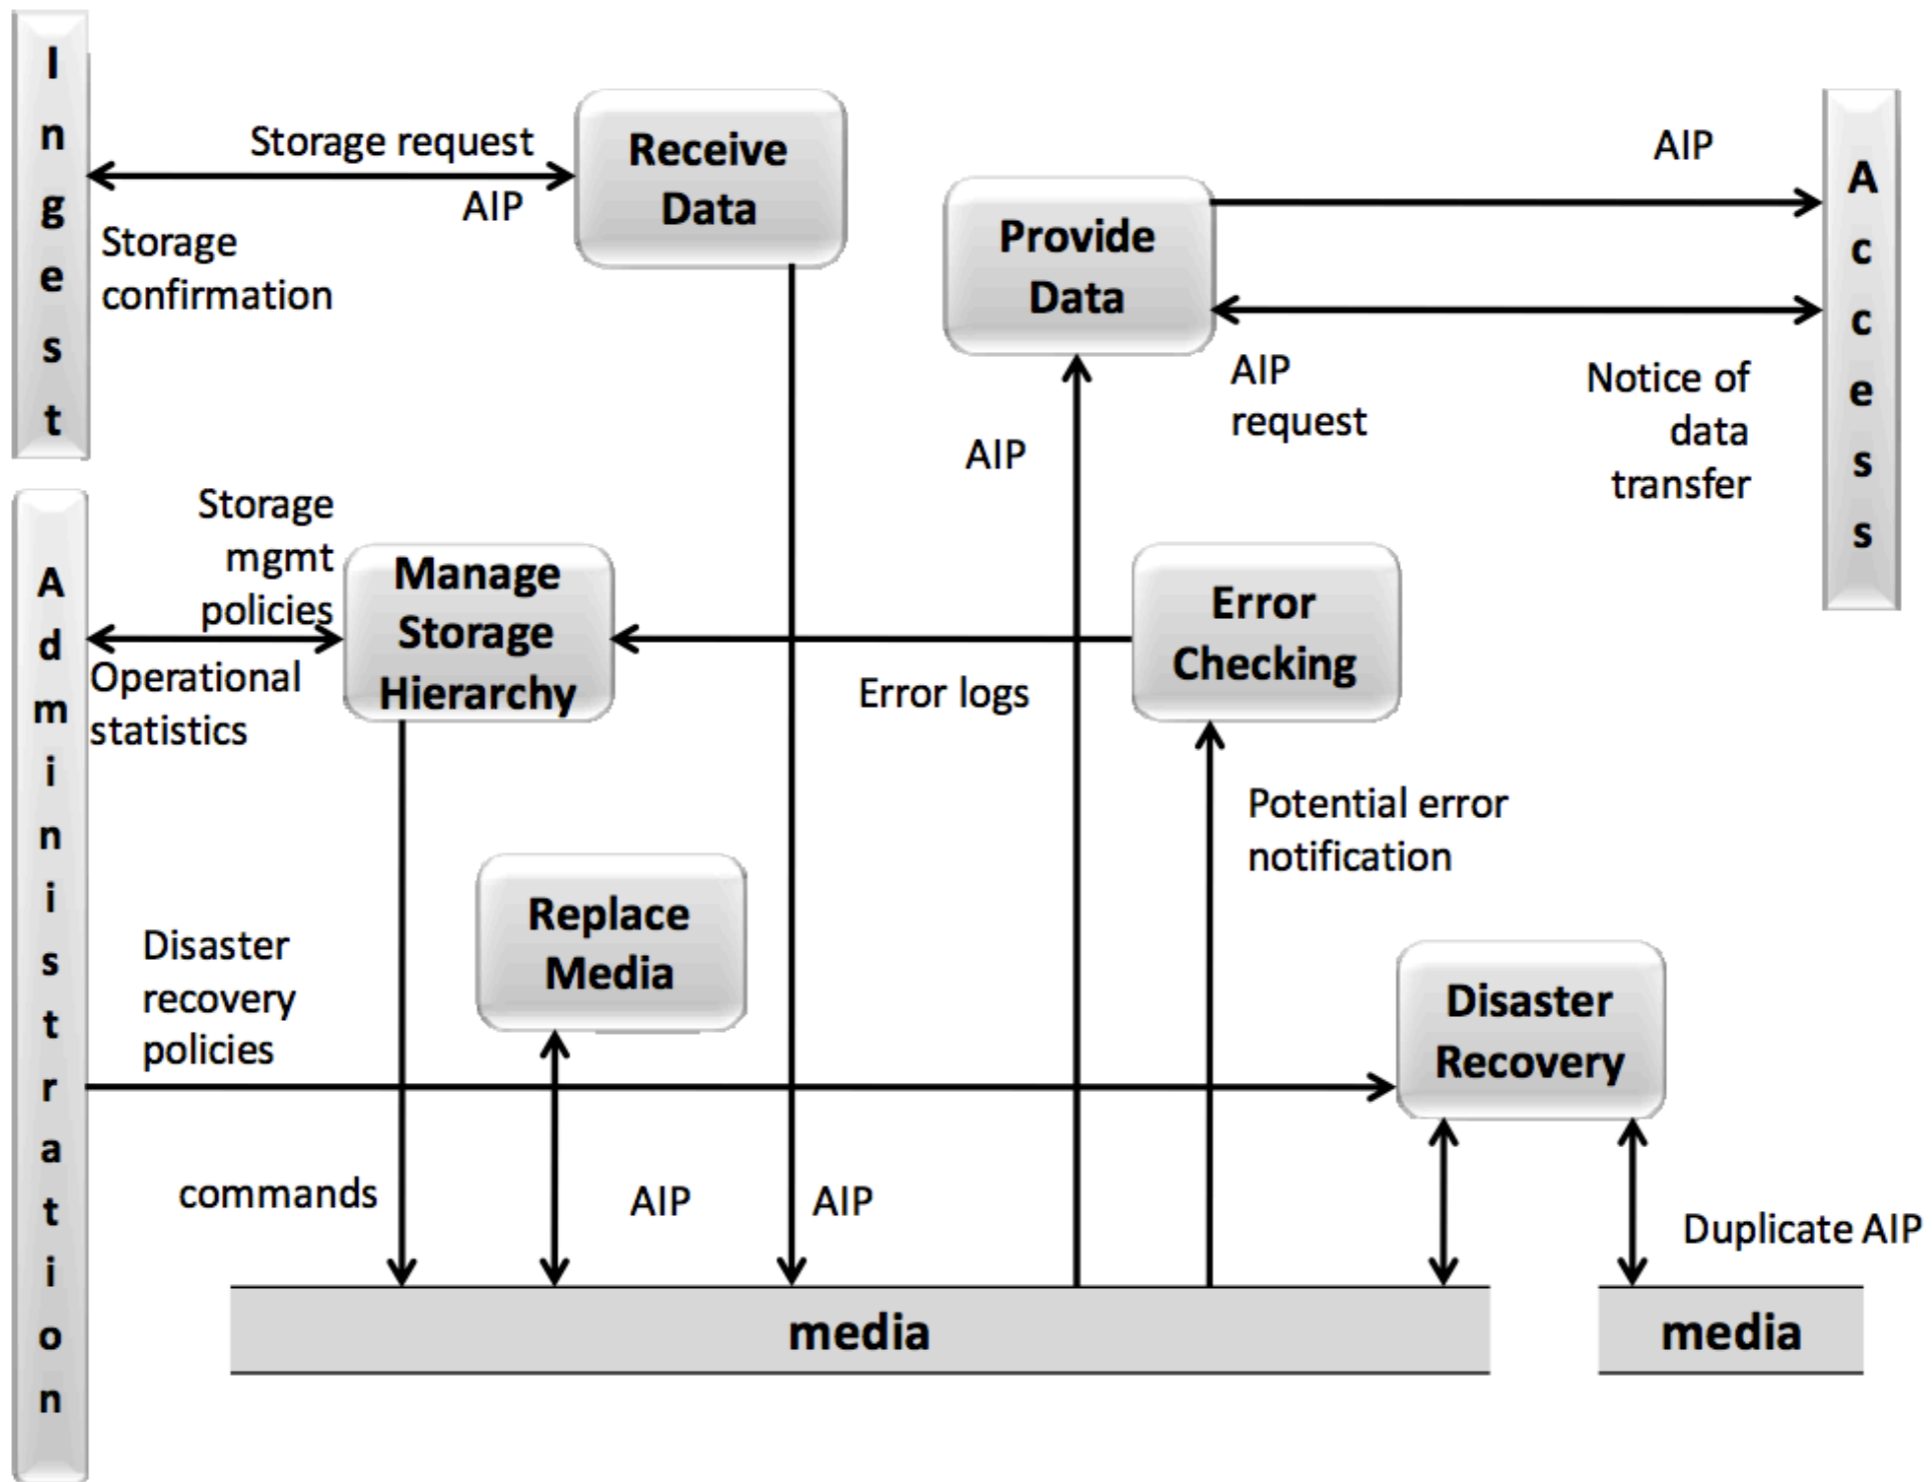 Ingest
Storage request
AIP
Storage
confirmation
Receive
Data
Provide
Data
AIP
AIP
request
Notice of
data
transfer
Access
AIP
Administration
Storage
mgmt
policies
Operational
statistics
Manage
Storage
Hierarchy
Error logs
Error
Checking
Potential error
notification
Replace
Media
Disaster
recovery
policies
Disaster
Recovery
commands
AIP
AIP
Duplicate AIP
media
media